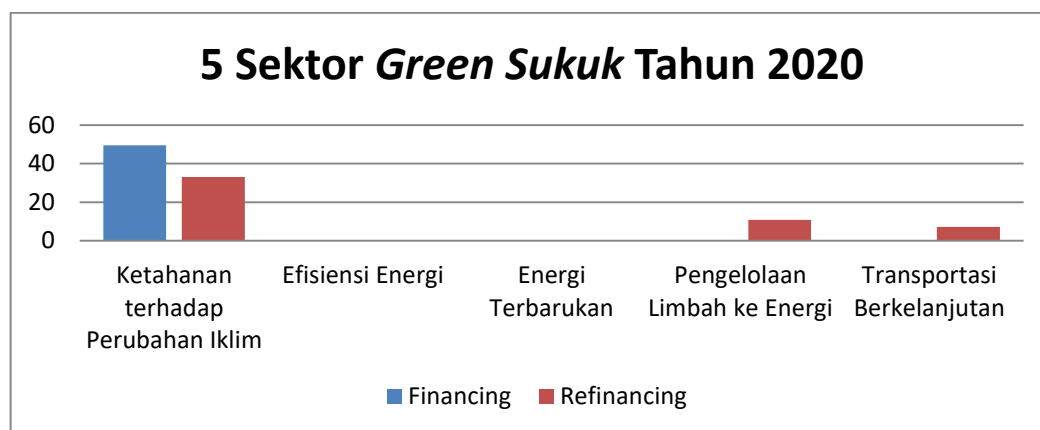 5 Sektor Green Sukuk Tahun 2020
60
40
20
0
Ketahanan
terhadap
Perubahan Iklim
Efisiensi Energi
Energi
Terbarukan
Pengelolaan
Limbah ke Energi
Transportasi
Berkelanjutan
Financing
Refinancing